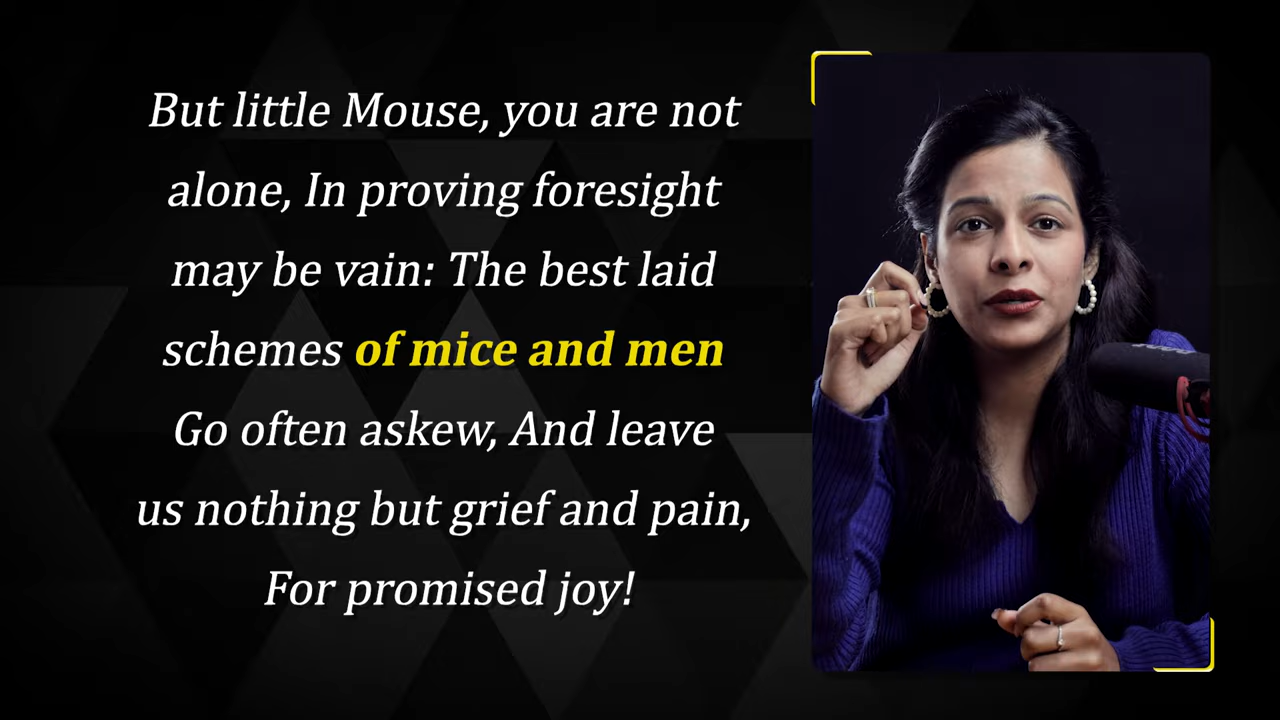 But little Mouse, you are not
alone, In proving foresight
may be vain: The best laid
schemes of mice and men
Go often askew, And leave
us nothing but grief and pain,
For promised joy!